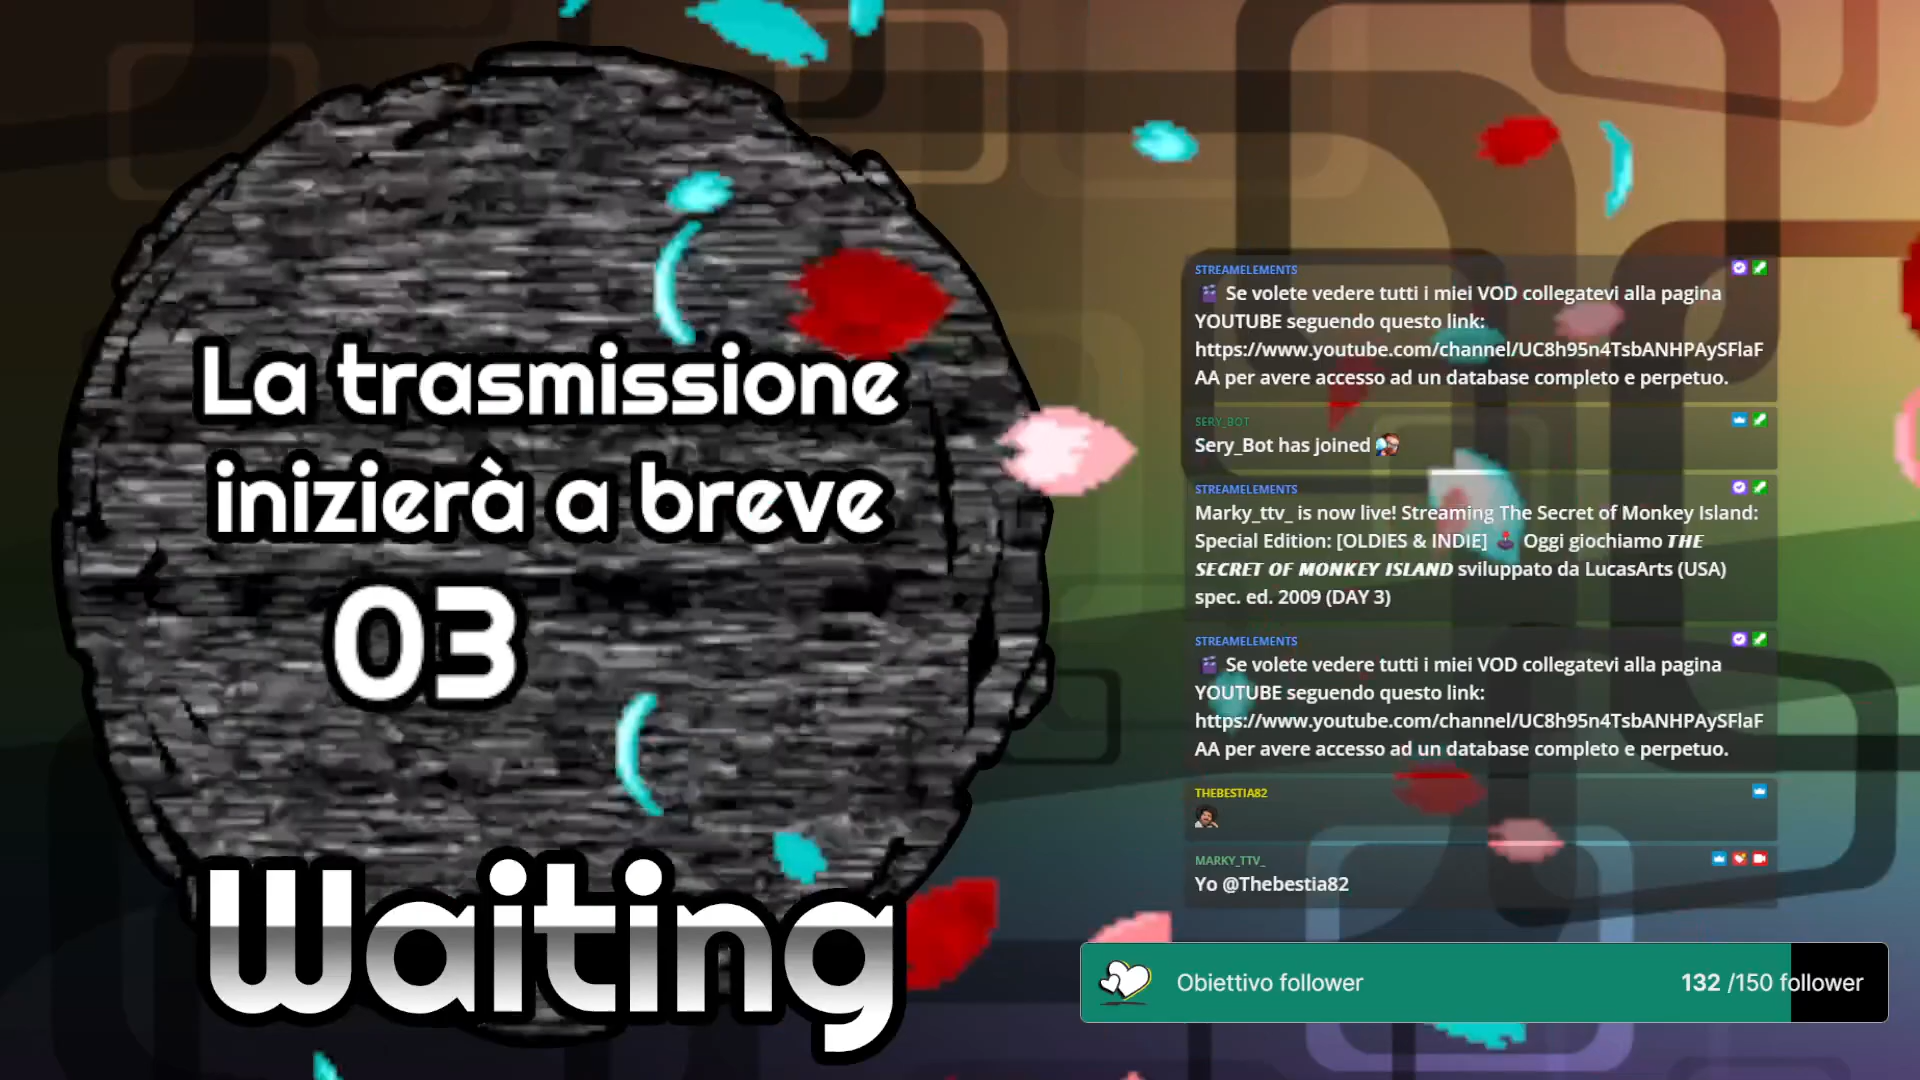 La trasmissione
inizierà a breve
03
Waiting
STREAMELEMENTS
Se volete vedere tutti i miei VOD collegatevi alla pagina
YOUTUBE seguendo questo link:
https://www.youtube.com/channel/UC8h95n4TsbANHPAySFlaF
AA per avere accesso ad un database completo e perpetuo.
SERY_BOT
Sery_Bot has joined
STREAMELEMENTS
Marky_ttv_ is now live! Streaming The Secret of Monkey Island:
Special Edition: [OLDIES & INDIE] 🕹️ Oggi giochiamo THE
SECRET OF MONKEY ISLAND sviluppato da LucasArts (USA)
spec. ed. 2009 (DAY 3)
STREAMELEMENTS
Se volete vedere tutti i miei VOD collegatevi alla pagina
YOUTUBE seguendo questo link:
https://www.youtube.com/channel/UC8h95n4TsbANHPAySFlaF
AA per avere accesso ad un database completo e perpetuo.
THEBESTIA82
MARKY_TTV_
Yo @Thebestia82
Obiettivo follower 132 /150 follower